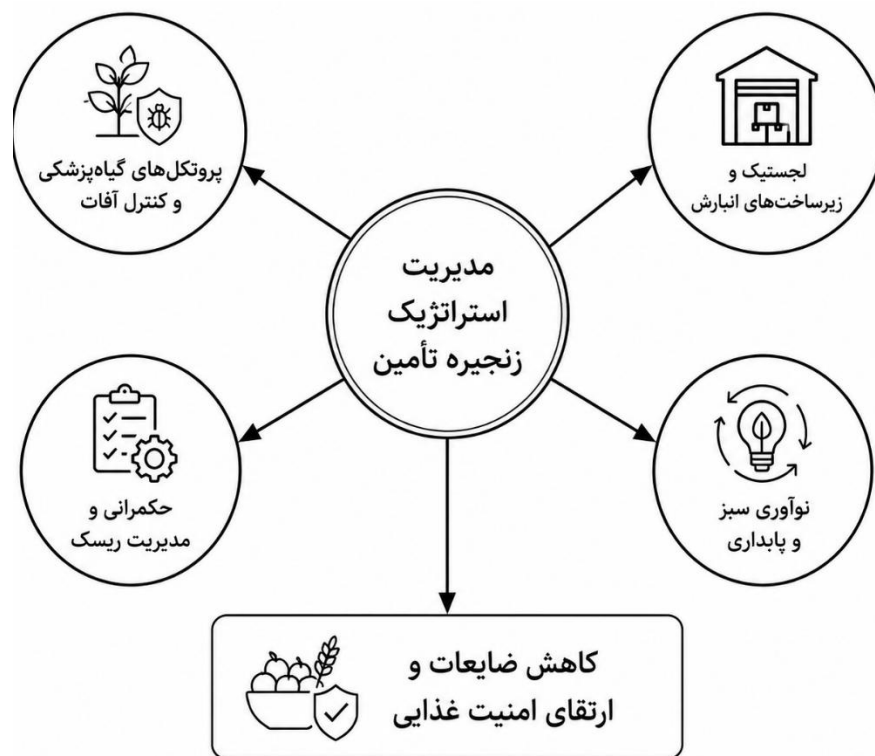 پروتکل‌های گیاه‌پزشکی
و کنترل آفات
لجستیک و
زیرساخت‌های انبارش
مدیریت
استراتژیک
زنجیره تأمین
حکمرانی و
مدیریت ریسک
نوآوری سبز
و پابداری
کاهش ضایعات و
ارتقای امنیت غذایی